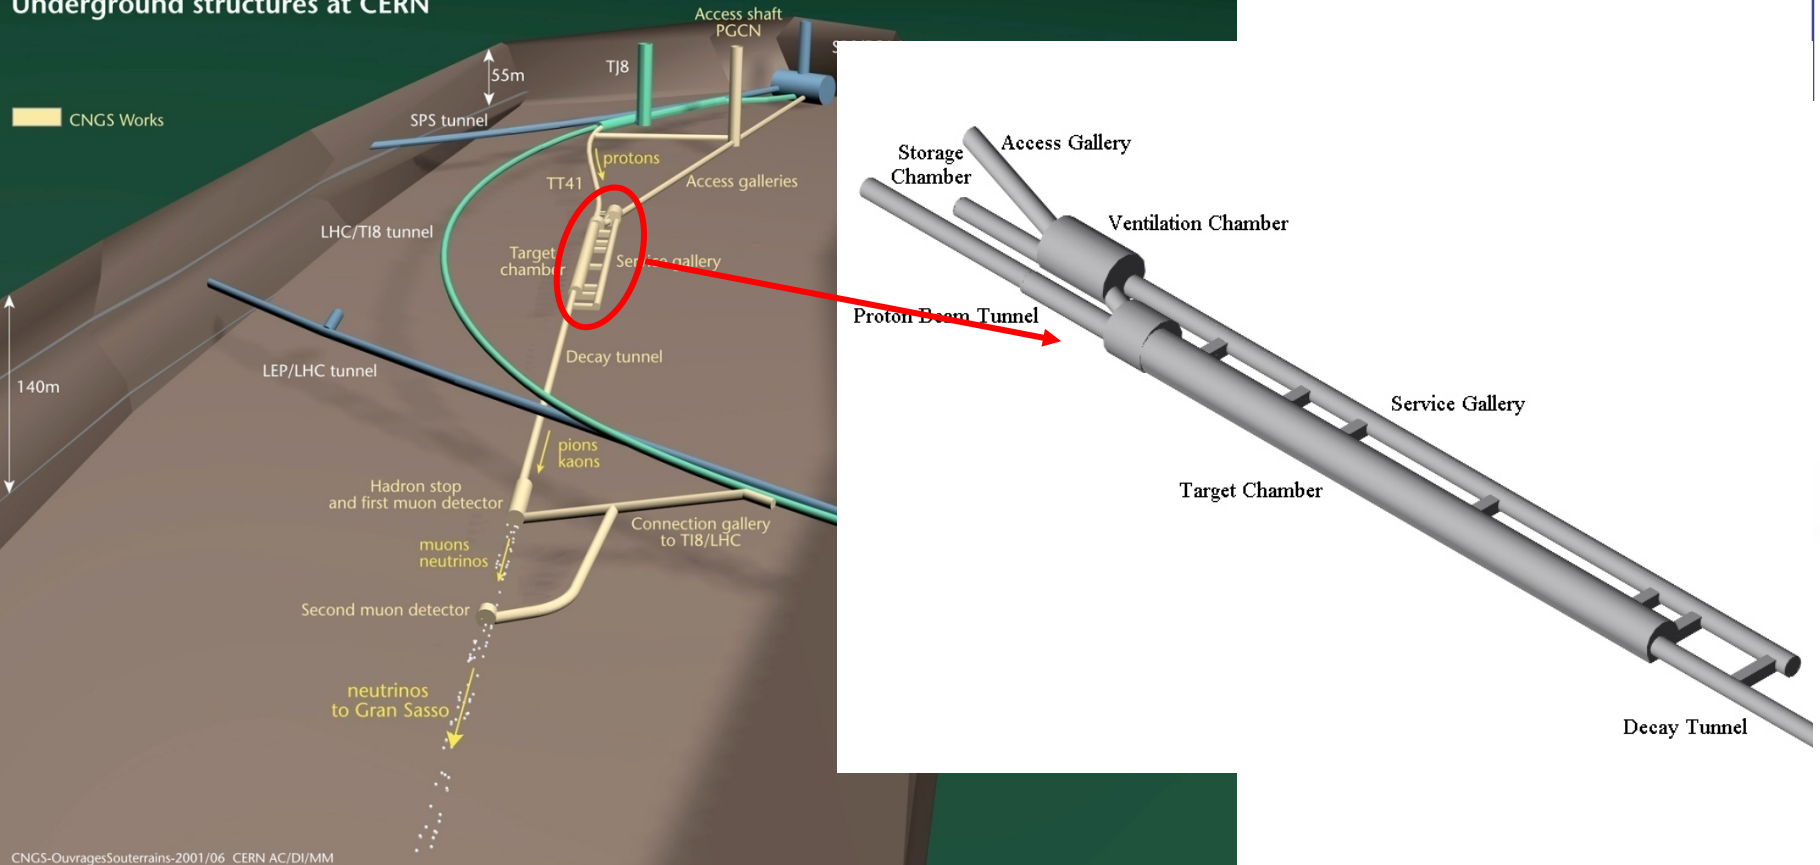 Underground structures at CERN
Access shaft
PGCN
TJ8
55m
CNGS Works
SPS tunnel
protons
TT41
Access galleries
LHC/TI8 tunnel
Target
chamber
Service gallery
Decay tunnel
LEP/LHC tunnel
140m
pions
kaons
Hadron stop
and first muon detector
Connection gallery
to TI8/LHC
muons
neutrinos
Second muon detector
neutrinos
to Gran Sasso
CNGS-OuvragesSouterrains-2001/06 CERN AC/DI/MM
Access Gallery
Storage
Chamber
Ventilation Chamber
Proton Beam Tunnel
Service Gallery
Target Chamber
Decay Tunnel